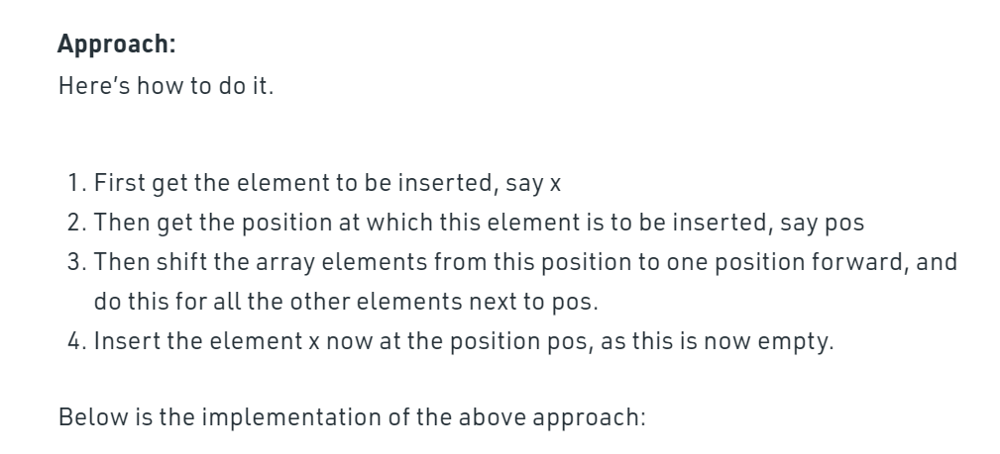 Approach:
Here’s how to do it.
1. First get the element to be inserted, say x
2. Then get the position at which this element is to be inserted, say pos
3. Then shift the array elements from this position to one position forward, and
do this for all the other elements next to pos.
4. Insert the element x now at the position pos, as this is now empty.
Below is the implementation of the above approach: